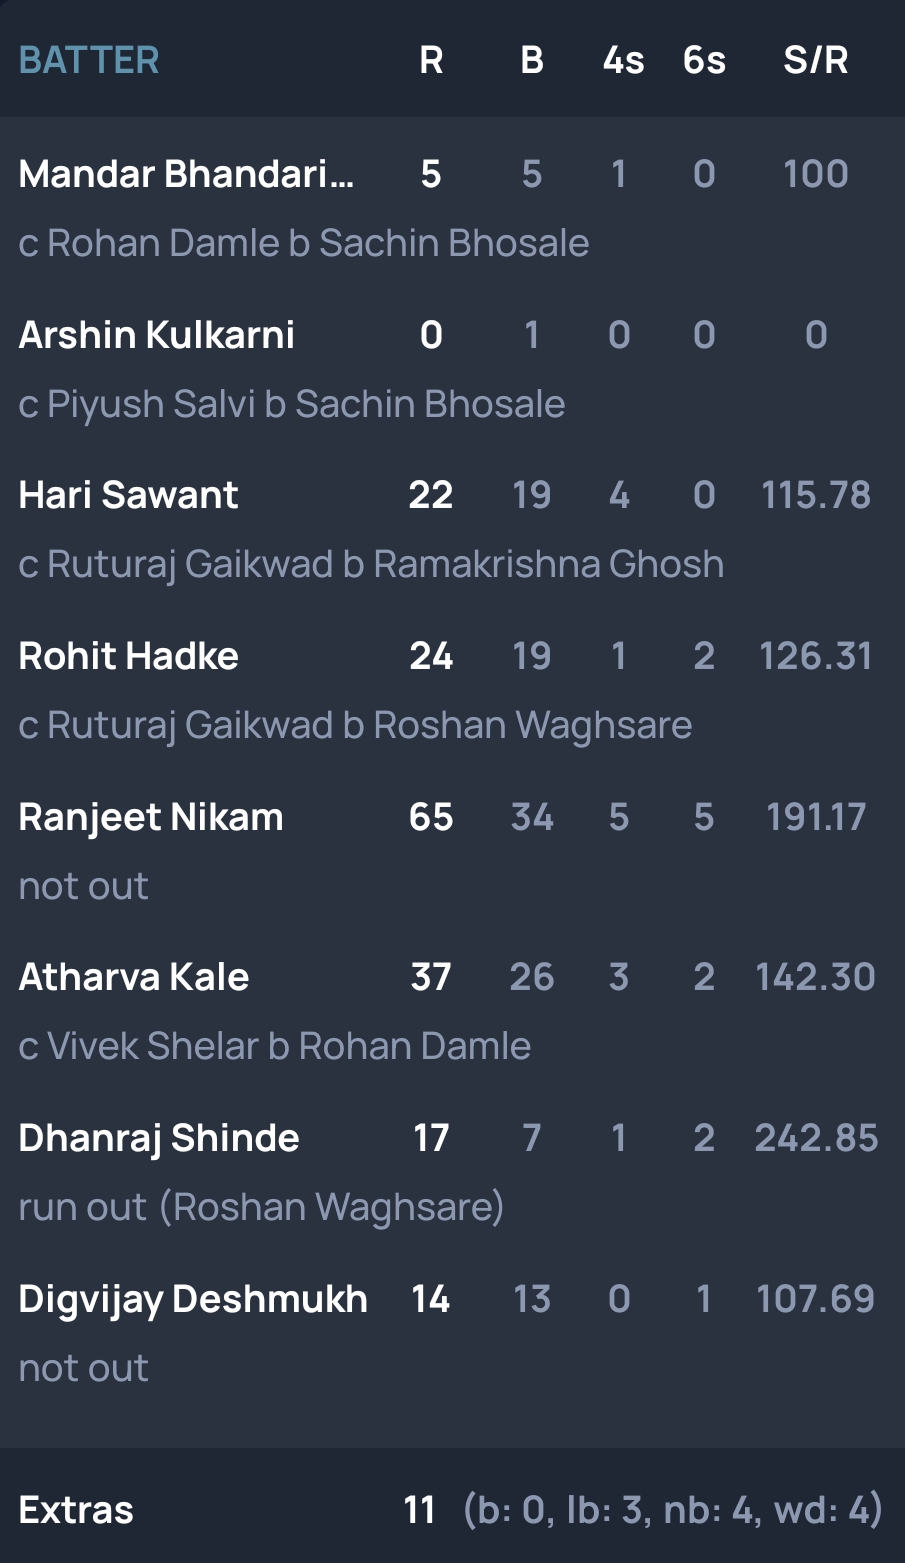 BATTER R B 4s 6s S/R
Mandar Bhandari... 5 5 1 0 100
c Rohan Damle b Sachin Bhosale
Arshin Kulkarni 0 1 0 0 0
c Piyush Salvi b Sachin Bhosale
Hari Sawant 22 19 4 0 115.78
c Ruturaj Gaikwad b Ramakrishna Ghosh
Rohit Hadke 24 19 1 2 126.31
c Ruturaj Gaikwad b Roshan Waghsare
Ranjeet Nikam 65 34 5 5 191.17
not out
Atharva Kale 37 26 3 2 142.30
c Vivek Shelar b Rohan Damle
Dhanraj Shinde 17 7 1 2 242.85
run out (Roshan Waghsare)
Digvijay Deshmukh 14 13 0 1 107.69
not out
Extras 11 (b: 0, lb: 3, nb: 4, wd: 4)